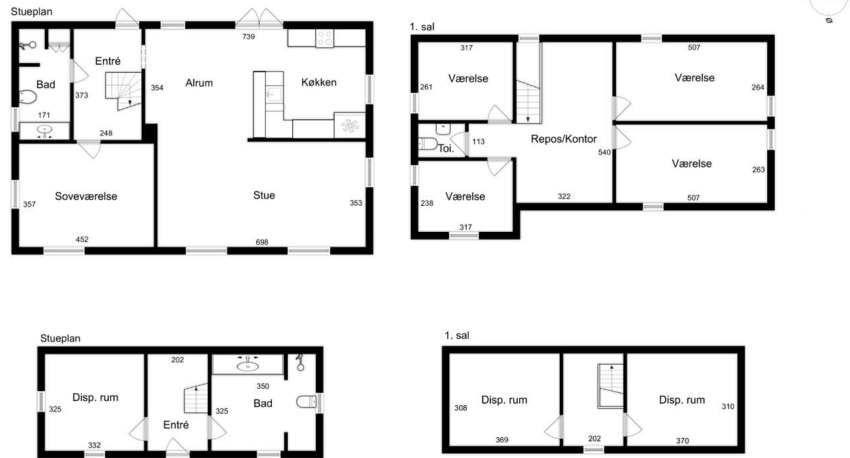 Stueplan
739
Entré
Bad
373
354
Alrum
Køkken
171
248
Soveværelse
Stue
357
353
452
698
1. sal
317
507
Værelse
Værelse
261
264
Toi.
113
Repos/Kontor
540
Værelse
263
Værelse
238
322
507
317
Stueplan
202
350
Disp. rum
Bad
325
325
Entré
332
1. sal
Disp. rum
Disp. rum
308
310
369
202
370